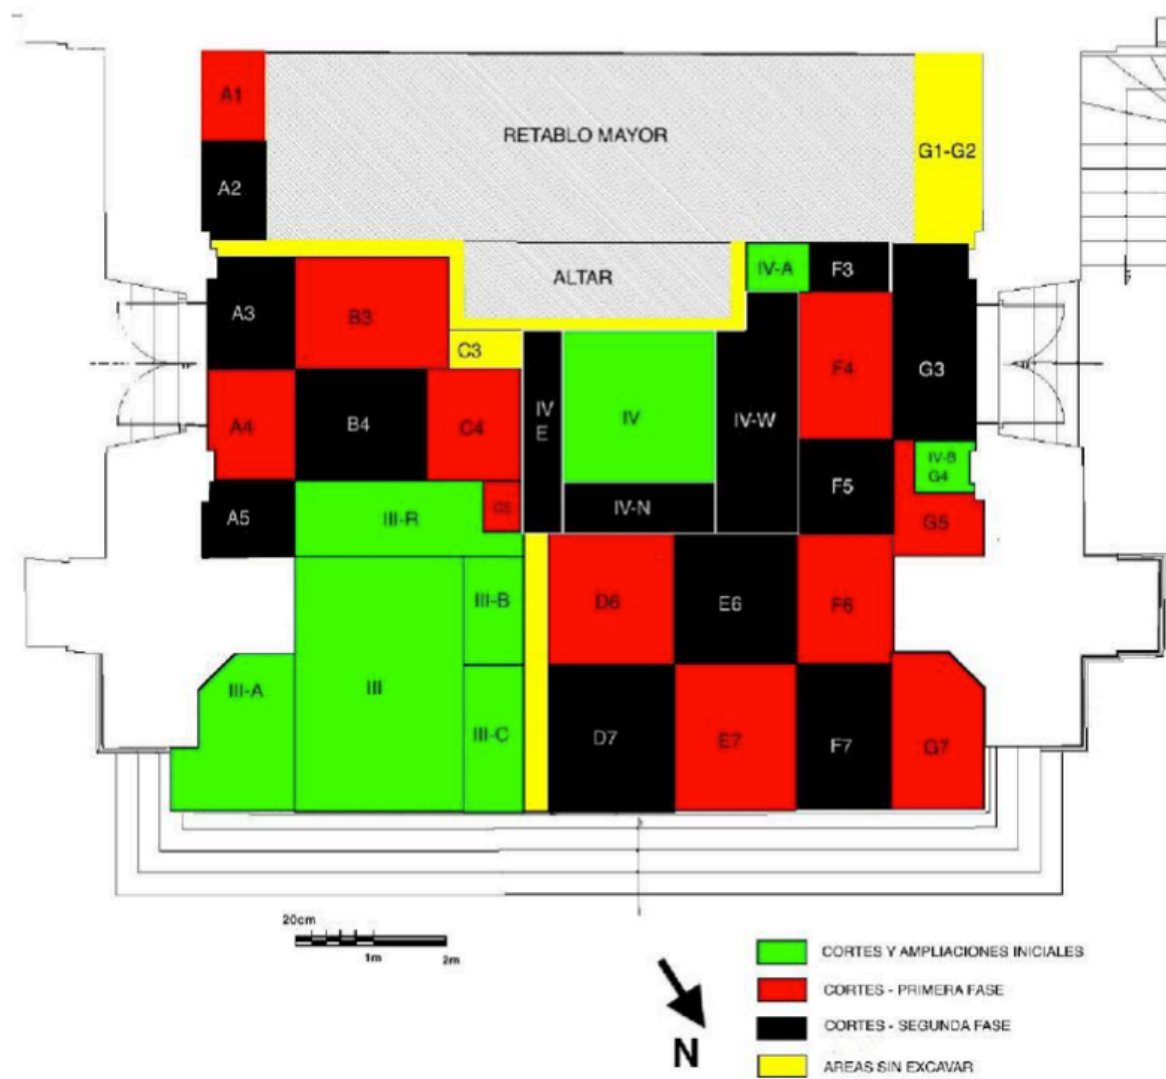 A1
RETABLO MAYOR
G1-G2
A2
ALTAR
IV-A
F3
A3
B3
C3
F4
G3
A4
B4
C4
IV
E
IV
IV-W
IV-B
G4
A5
III-R
IV-N
F5
G5
III-B
D6
E6
F6
III-A
III
III-C
D7
E7
F7
G7
20cm
1m
2m
N
CORTES Y AMPLIACIONES INICIALES
CORTES - PRIMERA FASE
CORTES - SEGUNDA FASE
AREAS SIN EXCAVAR